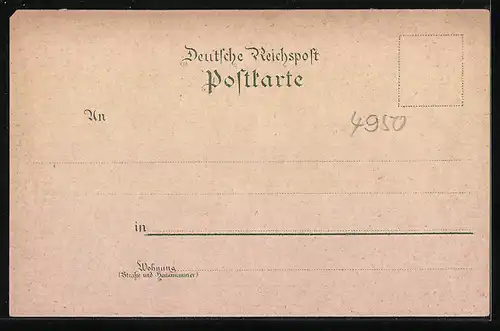 Deutsche Reichspost
Postkarte
An
4950
in
Wohnung
(Straße und Hausnummer)